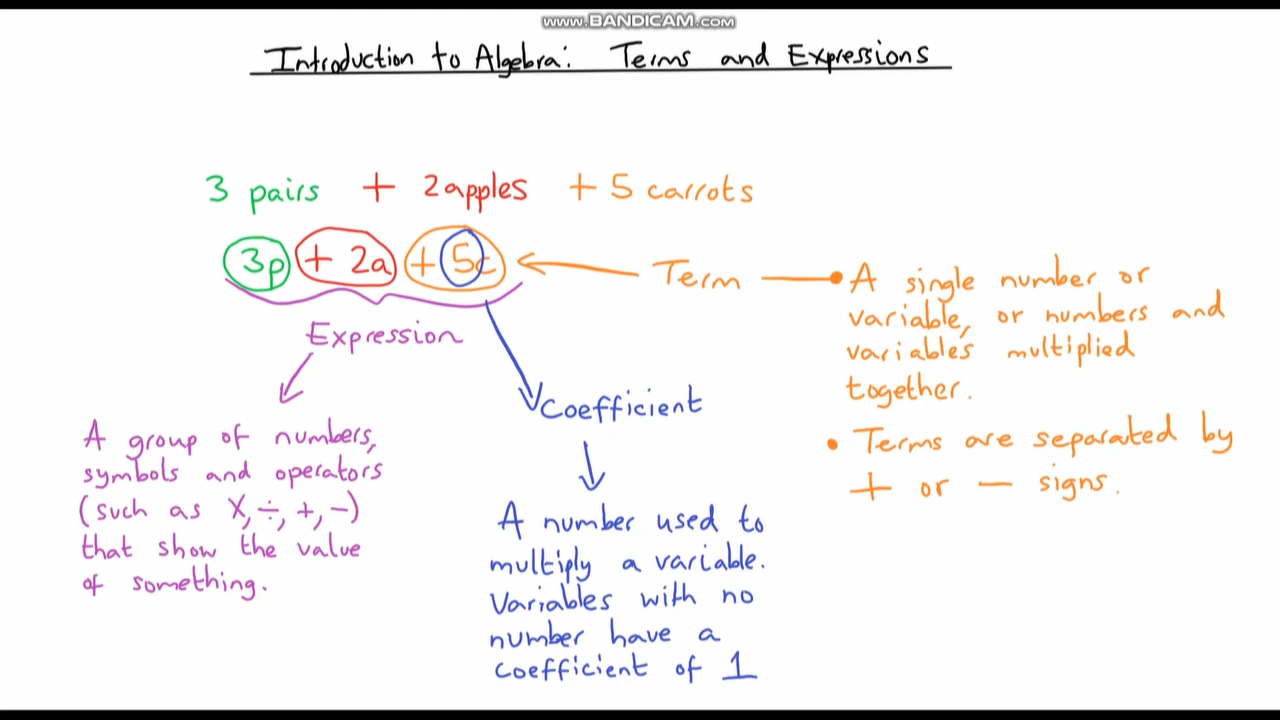 www.BANDICAM.com
Introduction to Algebra: Terms and Expressions
3 pairs + 2apples + 5 carrots
3p + 2a + 5c
Term
A single number or
variable, or numbers and
variables multiplied
together.
Terms are separated by
+ or - signs.
Expression
A group of numbers,
symbols and operators
(such as X, ÷, +, -)
that show the value
of something.
Coefficient
A number used to
multiply a variable.
Variables with no
number have a
coefficient of 1